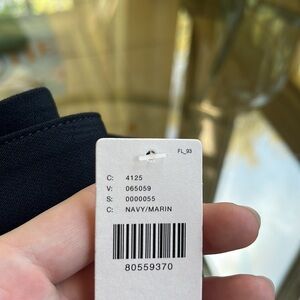 FL_93
C: 4125
V: 065059
S: 0000055
C: NAVY/MARIN
80559370